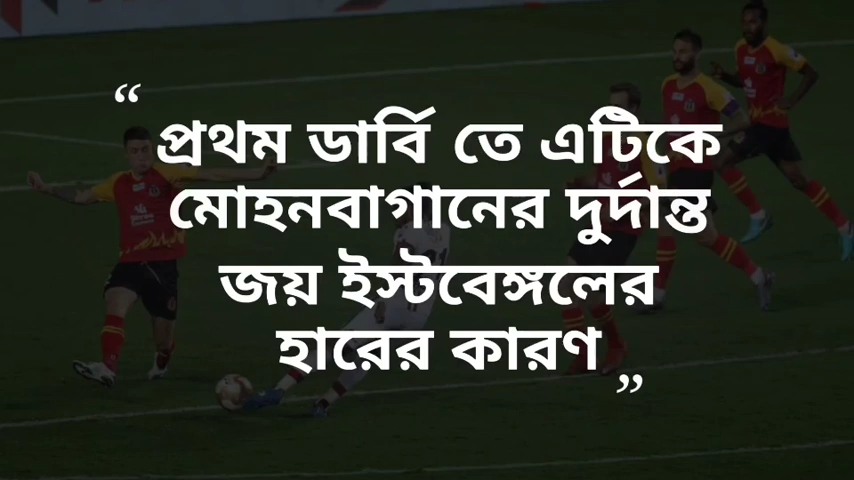 “
প্রথম ডার্বি তে এটিকে
মোহনবাগানের দুর্দান্ত
জয় ইস্টবেঙ্গলের
হারের কারণ
”